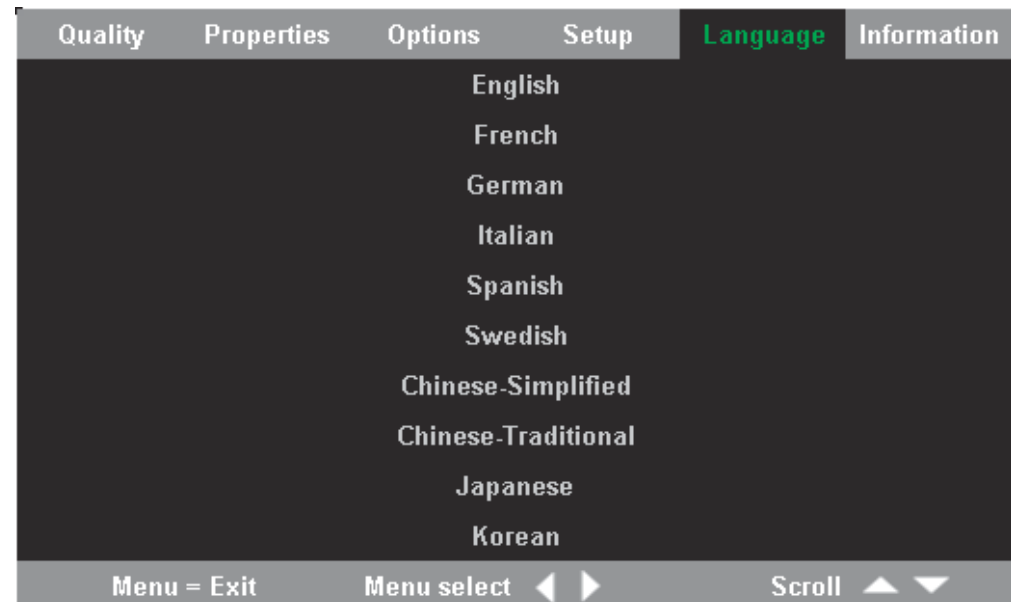 Quality Properties Options Setup Language Information
English
French
German
Italian
Spanish
Swedish
Chinese-Simplified
Chinese-Traditional
Japanese
Korean
Menu = Exit Menu select Scroll